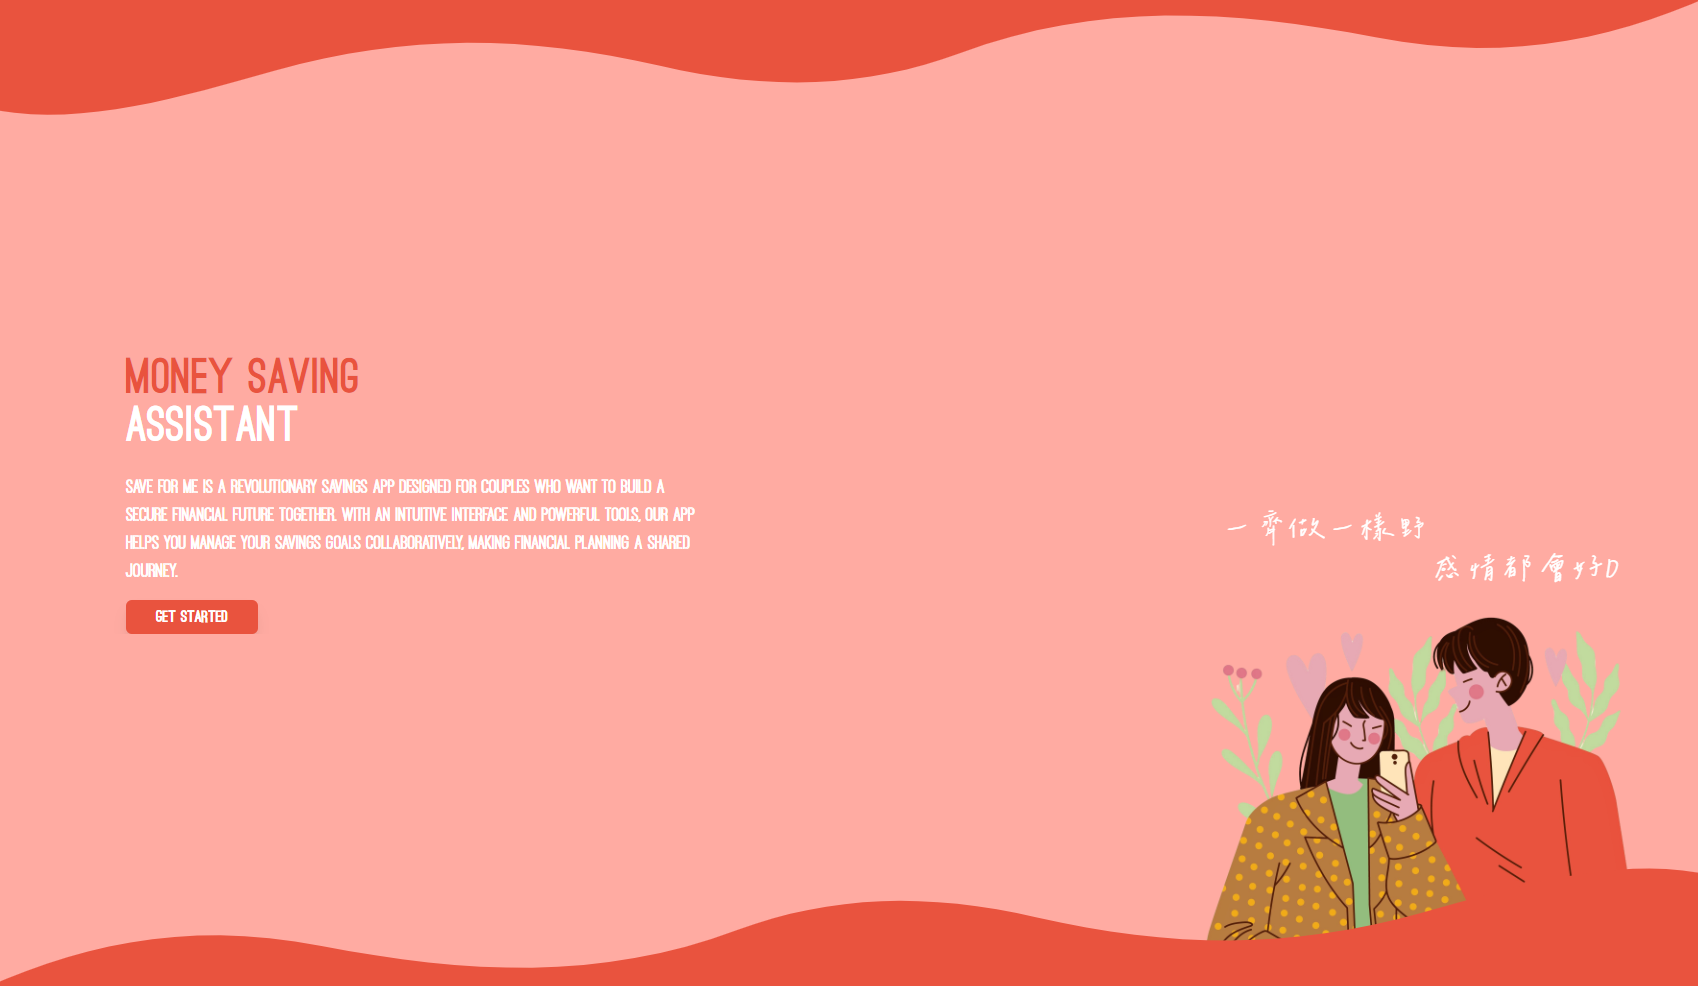 MONEY SAVING
ASSISTANT
SAVE FOR ME IS A REVOLUTIONARY SAVINGS APP DESIGNED FOR COUPLES WHO WANT TO BUILD A
SECURE FINANCIAL FUTURE TOGETHER. WITH AN INTUITIVE INTERFACE AND POWERFUL TOOLS, OUR APP
HELPS YOU MANAGE YOUR SAVINGS GOALS COLLABORATIVELY, MAKING FINANCIAL PLANNING A SHARED
JOURNEY.
GET STARTED
一齊做一樣野
感情都會好D